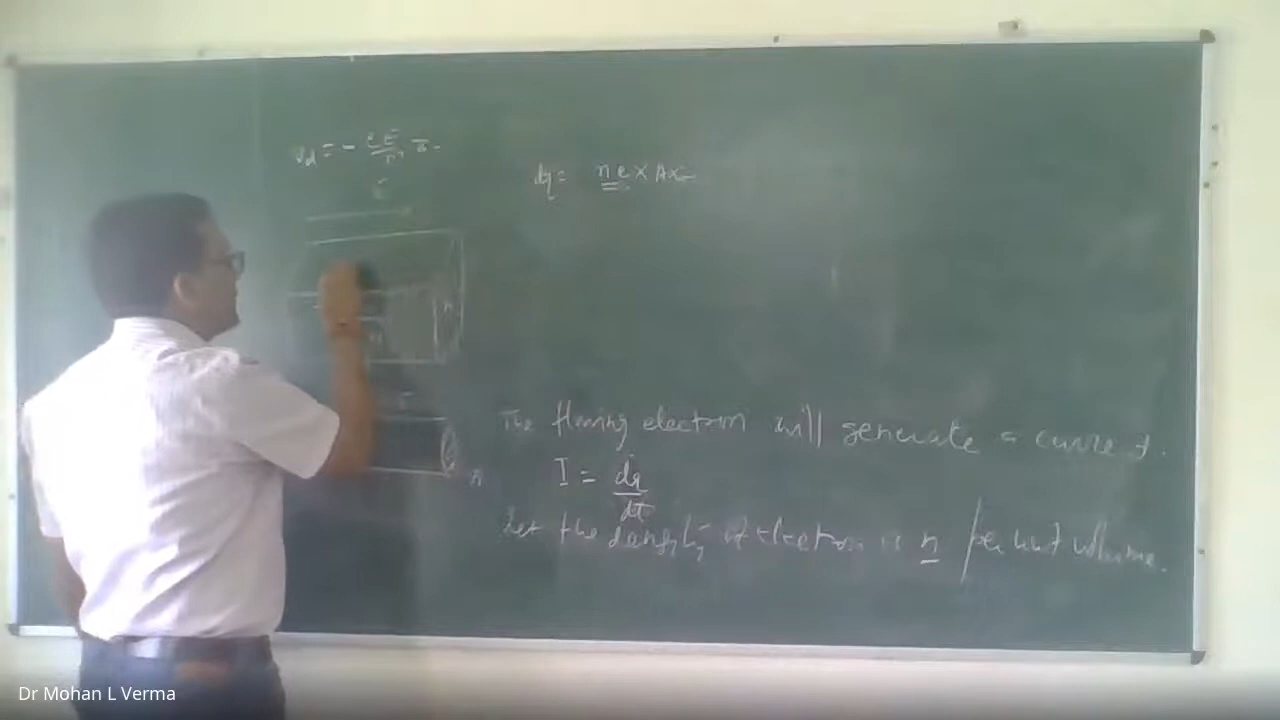 v_d = - eE/m τ.
E
dq = ne × Ax
n
E
The flowing electron will generate a current.
I = dq/dt
Let the density of electron is n per unit volume.
Dr Mohan L Verma